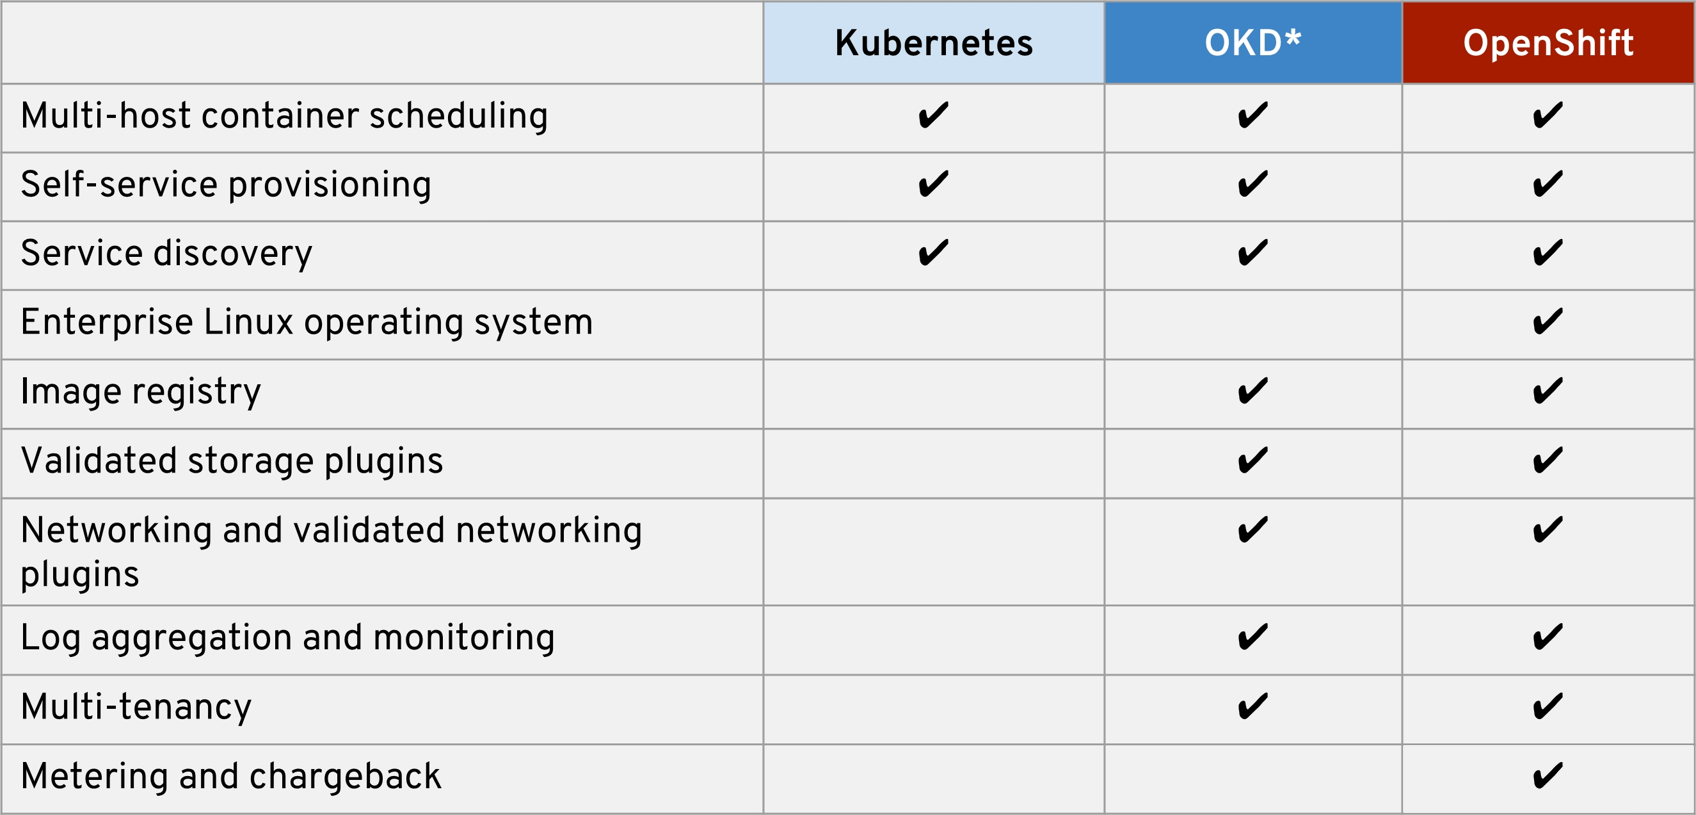 Kubernetes OKD* OpenShift
Multi-host container scheduling ✔ ✔ ✔
Self-service provisioning ✔ ✔ ✔
Service discovery ✔ ✔ ✔
Enterprise Linux operating system ✔
Image registry ✔ ✔
Validated storage plugins ✔ ✔
Networking and validated networking ✔ ✔
plugins
Log aggregation and monitoring ✔ ✔
Multi-tenancy ✔ ✔
Metering and chargeback ✔